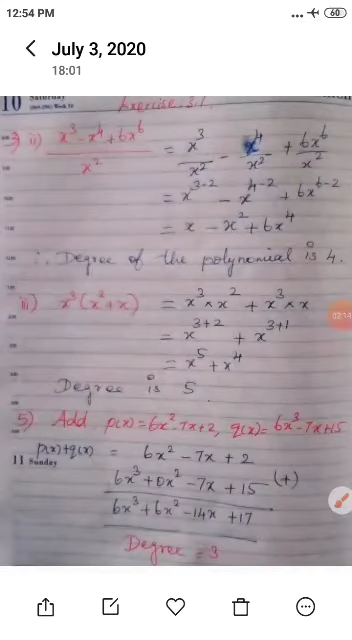 12:54 PM
60
July 3, 2020
18:01
10 Saturday
Exercise 3.1
3) ii) x³ - x⁴ + 6x⁶ / x² = x³/x² - x⁴/x² + 6x⁶/x²
= x³⁻² - x⁴⁻² + 6x⁶⁻²
= x - x² + 6x⁴
∴ Degree of the polynomial is 4.
iii) x³(x²+x) = x³ × x² + x³ × x
02:14
= x³⁺² + x³⁺¹
= x⁵ + x⁴
Degree is 5
5) Add p(x)=6x²-7x+2, q(x)=6x³-7x+15
p(x)+q(x) = 6x² - 7x + 2
11 Sunday
6x³ + 0x² - 7x + 15 (+)
6x³ + 6x² - 14x + 17
Degree = 3